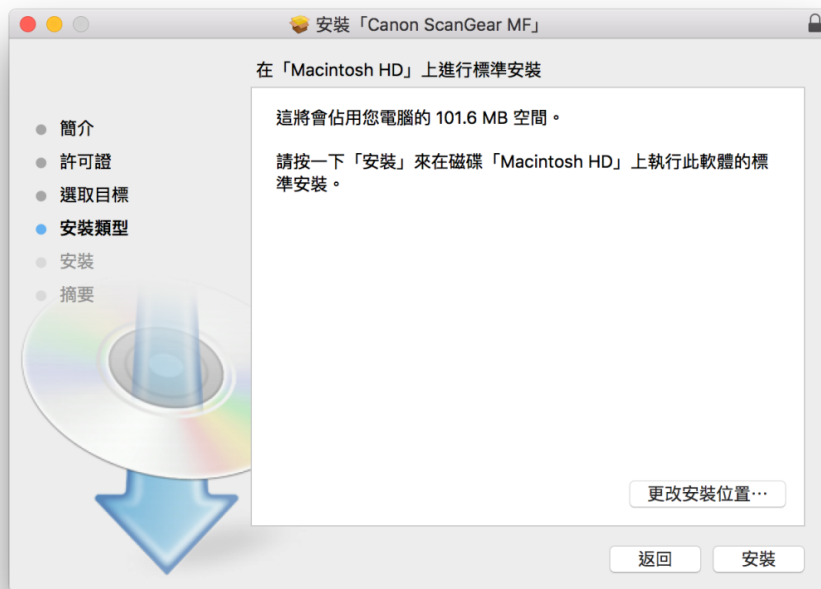 安裝「Canon ScanGear MF」
在「Macintosh HD」上進行標準安裝
簡介
許可證
選取目標
安裝類型
安裝
摘要
這將會佔用您電腦的 101.6 MB 空間。
請按一下「安裝」來在磁碟「Macintosh HD」上執行此軟體的標
準安裝。
更改安裝位置⋯
返回
安裝